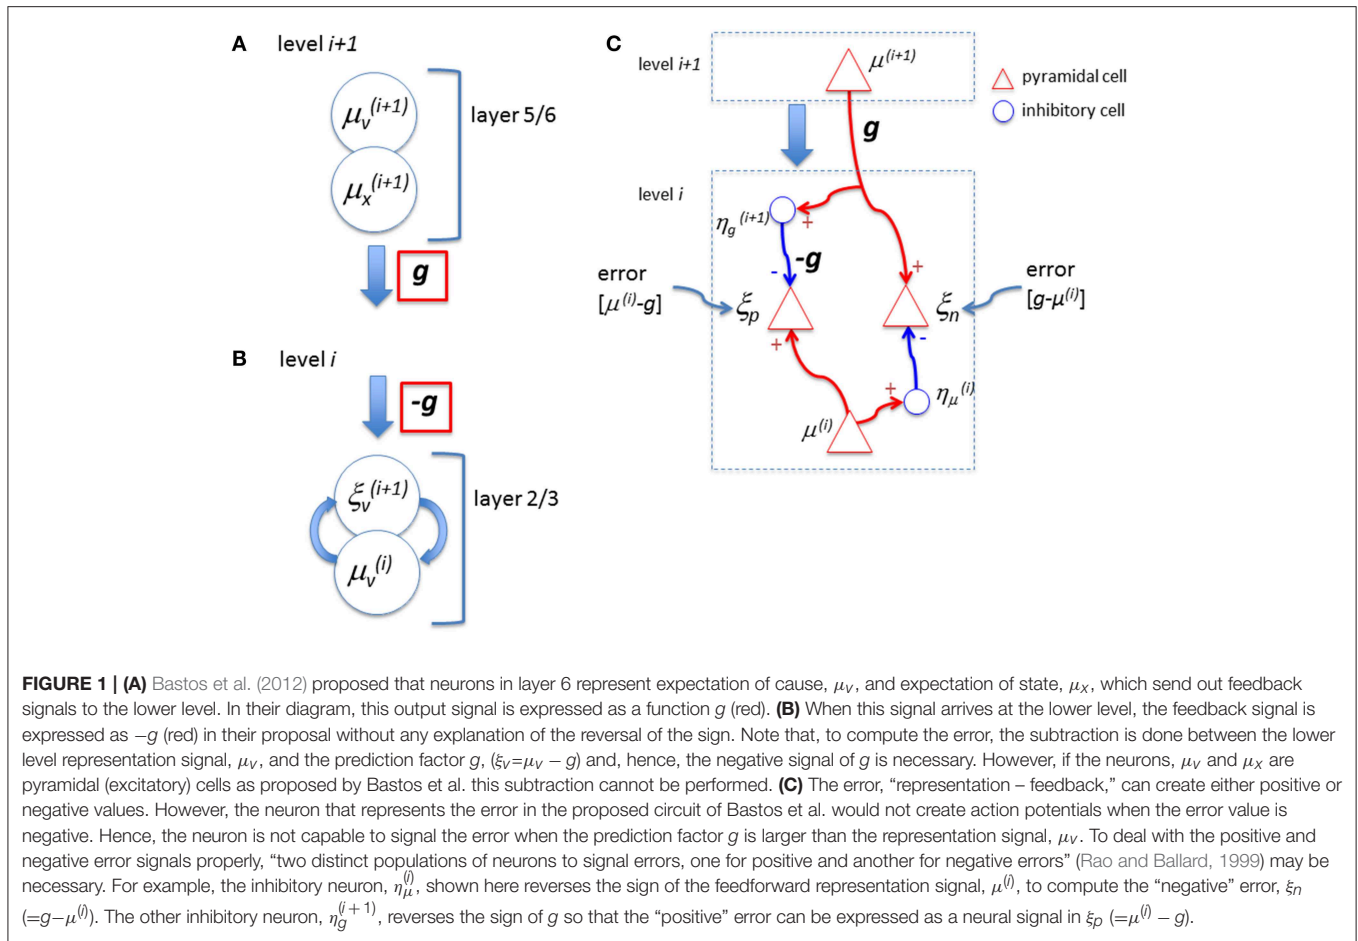 A
level i+1
μv(i+1)
μx(i+1)
layer 5/6
g
B
level i
-g
ξv(i+1)
μv(i)
layer 2/3
C
level i+1
μ(i+1)
pyramidal cell
inhibitory cell
g
level i
ηg(i+1)
+
-g
-
+
error
[μ(i)-g]
ξp
ξn
error
[g-μ(i)]
+
-
+
ημ(i)
μ(i)
FIGURE 1 | (A) Bastos et al. (2012) proposed that neurons in layer 6 represent expectation of cause, μv, and expectation of state, μx, which send out feedback
signals to the lower level. In their diagram, this output signal is expressed as a function g (red). (B) When this signal arrives at the lower level, the feedback signal is
expressed as −g (red) in their proposal without any explanation of the reversal of the sign. Note that, to compute the error, the subtraction is done between the lower
level representation signal, μv, and the prediction factor g, (ξv=μv − g) and, hence, the negative signal of g is necessary. However, if the neurons, μv and μx are
pyramidal (excitatory) cells as proposed by Bastos et al. this subtraction cannot be performed. (C) The error, “representation – feedback,” can create either positive or
negative values. However, the neuron that represents the error in the proposed circuit of Bastos et al. would not create action potentials when the error value is
negative. Hence, the neuron is not capable to signal the error when the prediction factor g is larger than the representation signal, μv. To deal with the positive and
negative error signals properly, “two distinct populations of neurons to signal errors, one for positive and another for negative errors” (Rao and Ballard, 1999) may be
necessary. For example, the inhibitory neuron, ημ(i), shown here reverses the sign of the feedforward representation signal, μ(i), to compute the “negative” error, ξn
(=g−μ(i)). The other inhibitory neuron, ηg(i+1), reverses the sign of g so that the “positive” error can be expressed as a neural signal in ξp (=μ(i) − g).